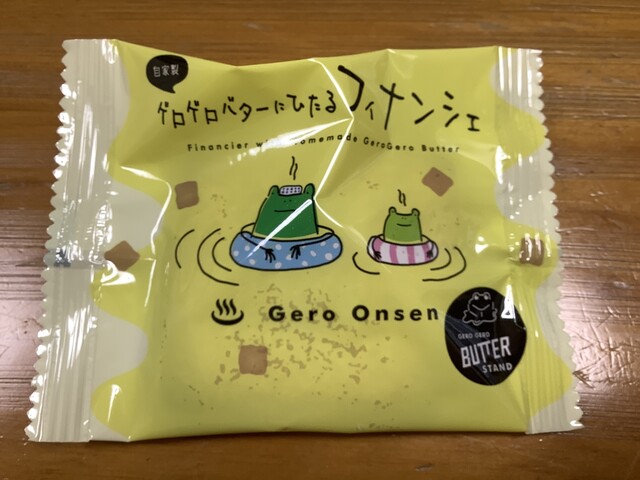 自家製
ゲロゲロバターにひたるフィナンシェ
Financier with Homemade GeroGero Butter
Gero Onsen
GERO GERO
BUTTER
STAND